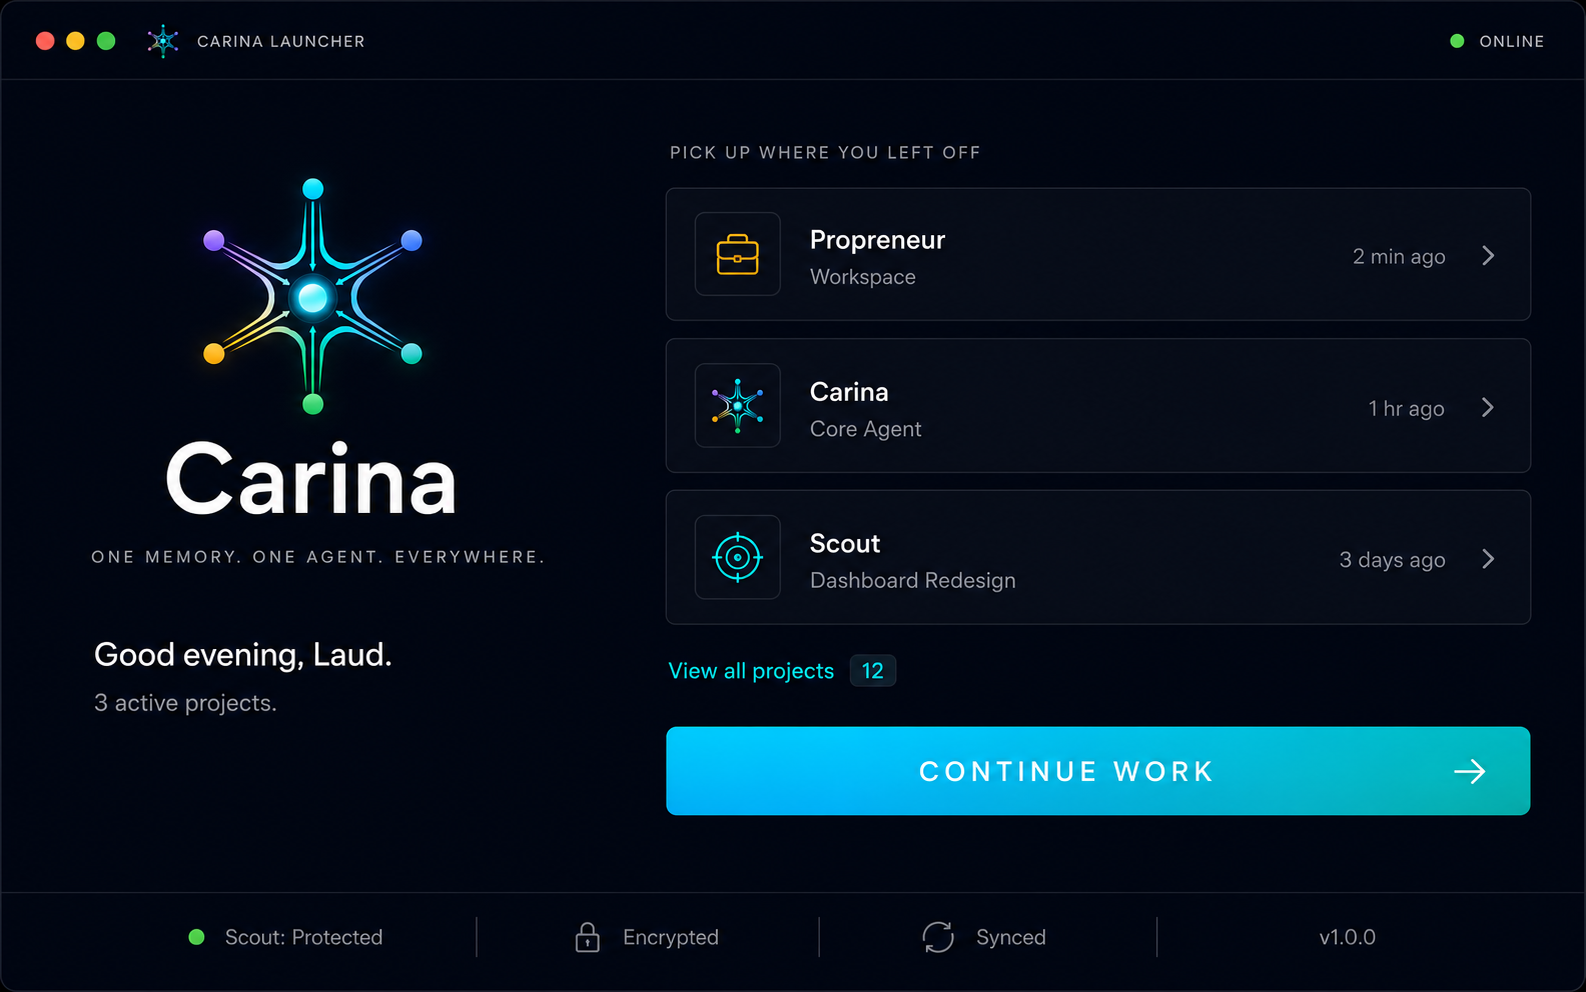 CARINA LAUNCHER
ONLINE
Carina
ONE MEMORY. ONE AGENT. EVERYWHERE.
Good evening, Laud.
3 active projects.
PICK UP WHERE YOU LEFT OFF
Propreneur
Workspace
2 min ago
Carina
Core Agent
1 hr ago
Scout
Dashboard Redesign
3 days ago
View all projects 12
CONTINUE WORK
Scout: Protected
Encrypted
Synced
v1.0.0